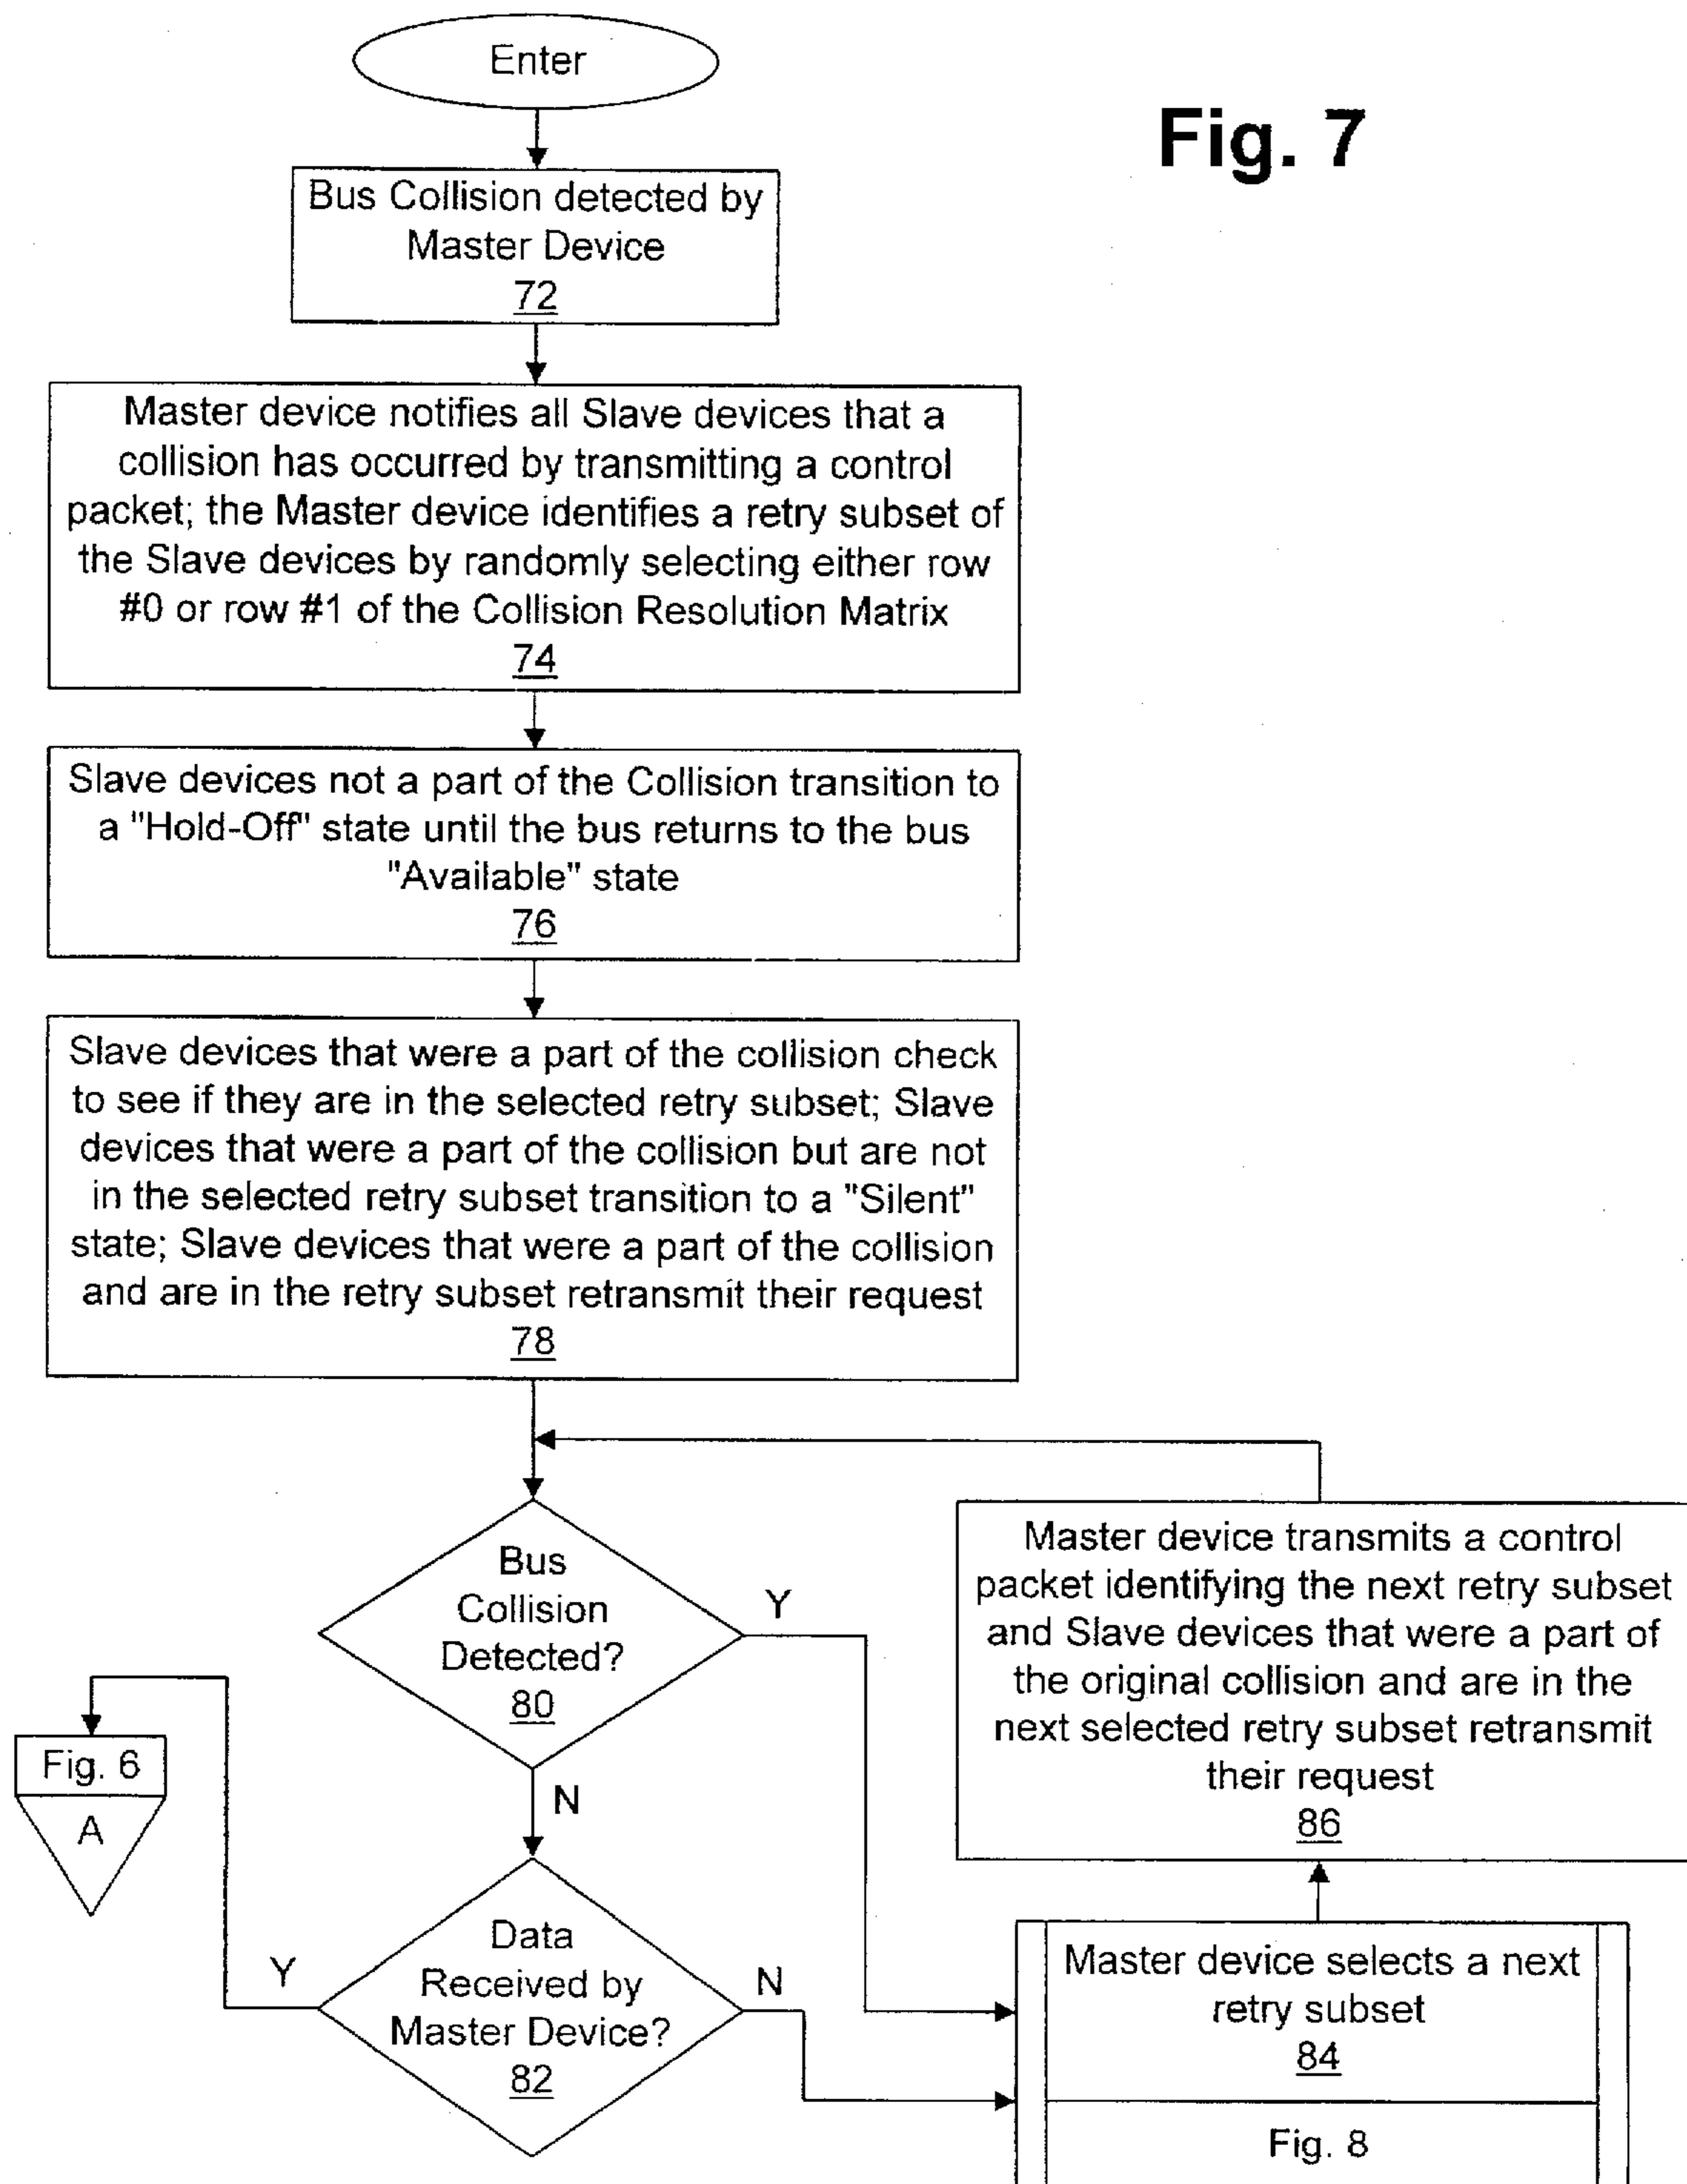 Enter
Fig. 7
Bus Collision detected by
Master Device
72
Master device notifies all Slave devices that a
collision has occurred by transmitting a control
packet; the Master device identifies a retry subset of
the Slave devices by randomly selecting either row
#0 or row #1 of the Collision Resolution Matrix
74
Slave devices not a part of the Collision transition to
a "Hold-Off" state until the bus returns to the bus
"Available" state
76
Slave devices that were a part of the collision check
to see if they are in the selected retry subset; Slave
devices that were a part of the collision but are not
in the selected retry subset transition to a "Silent"
state; Slave devices that were a part of the collision
and are in the retry subset retransmit their request
78
Bus
Collision
Detected?
80
Y
N
Master device transmits a control
packet identifying the next retry subset
and Slave devices that were a part of
the original collision and are in the
next selected retry subset retransmit
their request
86
Fig. 6
A
Data
Received by
Master Device?
82
Y
N
Master device selects a next
retry subset
84
Fig. 8